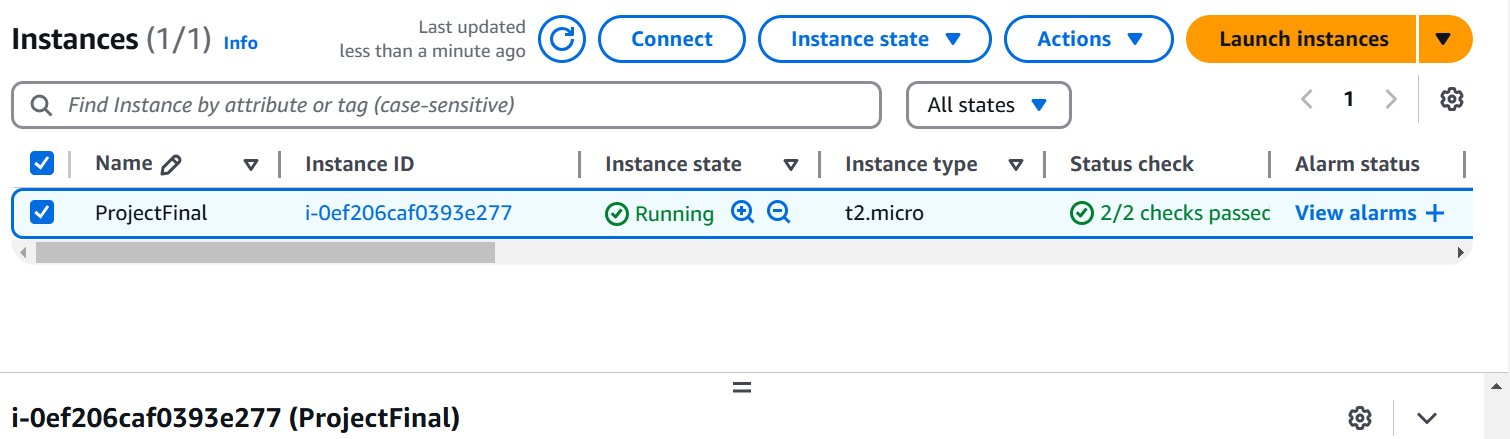 Instances (1/1) Info
Last updated
less than a minute ago
Connect
Instance state
Actions
Launch instances
Find Instance by attribute or tag (case-sensitive)
All states
1
Name Instance ID Instance state Instance type Status check Alarm status
ProjectFinal i-0ef206caf0393e277 Running t2.micro 2/2 checks passed View alarms +
i-0ef206caf0393e277 (ProjectFinal)